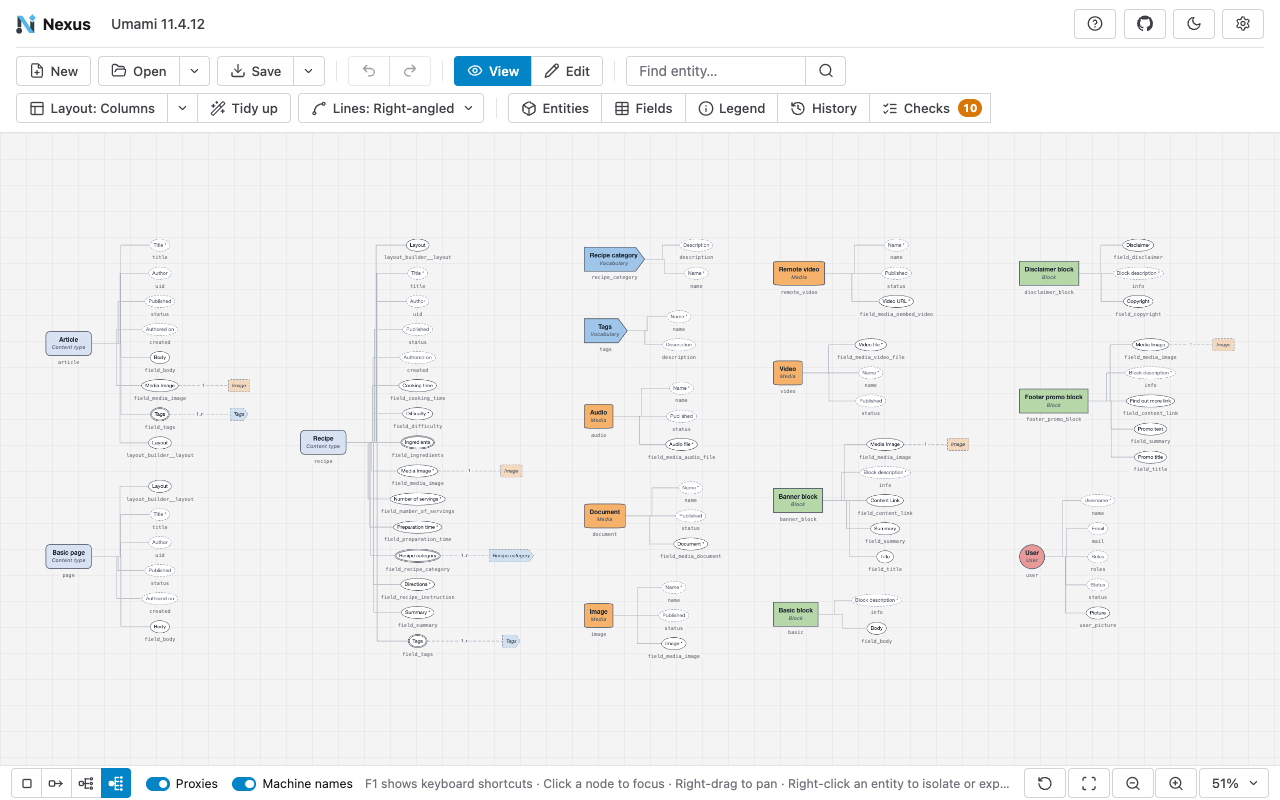 Nexus
Umami 11.4.12
New
Open
Save
View
Edit
Find entity...
Layout: Columns
Tidy up
Lines: Right-angled
Entities
Fields
Legend
History
Checks 10
Article
Content type
article
Title *
title
Author
uid
Published
status
Authored on
created
Body
field_body
Media Image
field_media_image
1
Image
Tags
field_tags
1..n
Tags
Layout
layout_builder__layout
Basic page
Content type
page
Layout
layout_builder__layout
Title *
title
Author
uid
Published
status
Authored on
created
Body
field_body
Recipe
Content type
recipe
Layout
layout_builder__layout
Title *
title
Author
uid
Published
status
Authored on
created
Cooking time
field_cooking_time
Difficulty *
field_difficulty
Ingredients
field_ingredients
Media Image *
field_media_image
1
Image
Number of servings *
field_number_of_servings
Preparation time *
field_preparation_time
Recipe category
field_recipe_category
Recipe category
Directions *
field_recipe_instruction
Summary *
field_summary
Tags
field_tags
Tags
Recipe category
Vocabulary
recipe_category
Description
description
Name *
name
Tags
Vocabulary
tags
Name *
name
Description
description
Audio
Media
audio
Name *
name
Published
status
Audio file *
field_media_audio_file
Document
Media
document
Name *
name
Published
status
Document *
field_media_document
Image
Media
image
Name *
name
Published
status
Image *
field_media_image
Remote video
Media
remote_video
Name *
name
Published
status
Video URL *
field_media_oembed_video
Video
Media
video
Video file *
field_media_video_file
Name *
name
Published
status
Banner block
Block
banner_block
Media Image
field_media_image
1
Image
Block description *
info
Content Link
field_content_link
Summary
field_summary
Title
field_title
Basic block
Block
basic
Block description *
info
Body
field_body
Disclaimer block
Block
disclaimer_block
Disclaimer
field_disclaimer
Block description *
info
Copyright
field_copyright
Footer promo block
Block
footer_promo_block
Media Image
field_media_image
1
Image
Block description *
info
Find out more link
field_content_link
Promo text
field_summary
Promo title
field_title
User
User
user
Username *
name
Email
mail
Roles
roles
Status
status
Picture
user_picture
Proxies
Machine names
F1 shows keyboard shortcuts · Click a node to focus · Right-drag to pan · Right-click an entity to isolate or exp...
51%